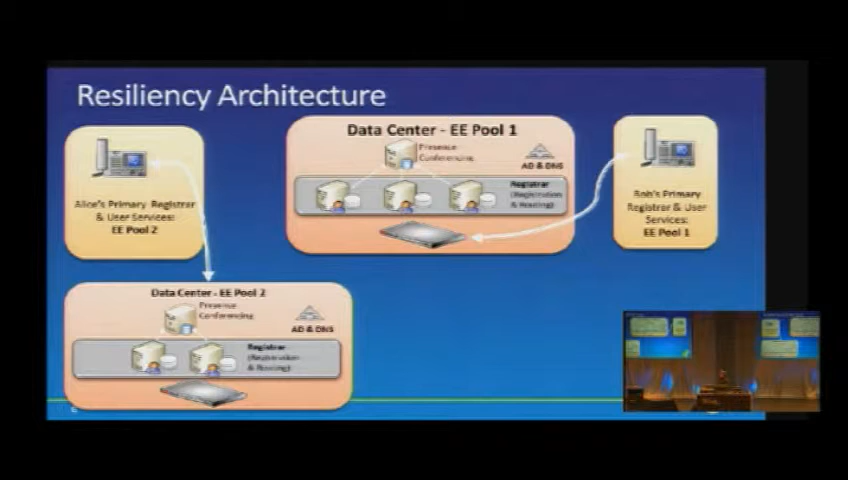 Resiliency Architecture
Alice's Primary Registrar
& User Services:
EE Pool 2
Data Center - EE Pool 1
Presence
Conferencing
AD & DNS
Registrar
(Registration
& Routing)
Bob's Primary
Registrar & User
Services:
EE Pool 1
Data Center - EE Pool 2
Presence
Conferencing
AD & DNS
Registrar
(Registration
& Routing)
6